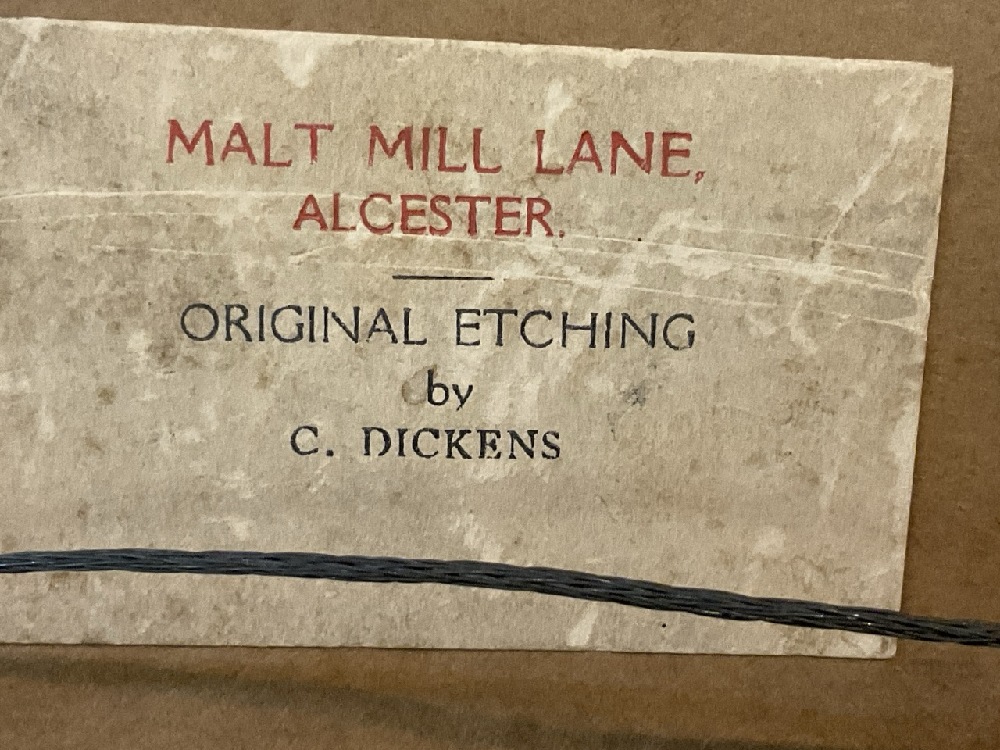 MALT MILL LANE,
ALCESTER.
ORIGINAL ETCHING
by
C. DICKENS